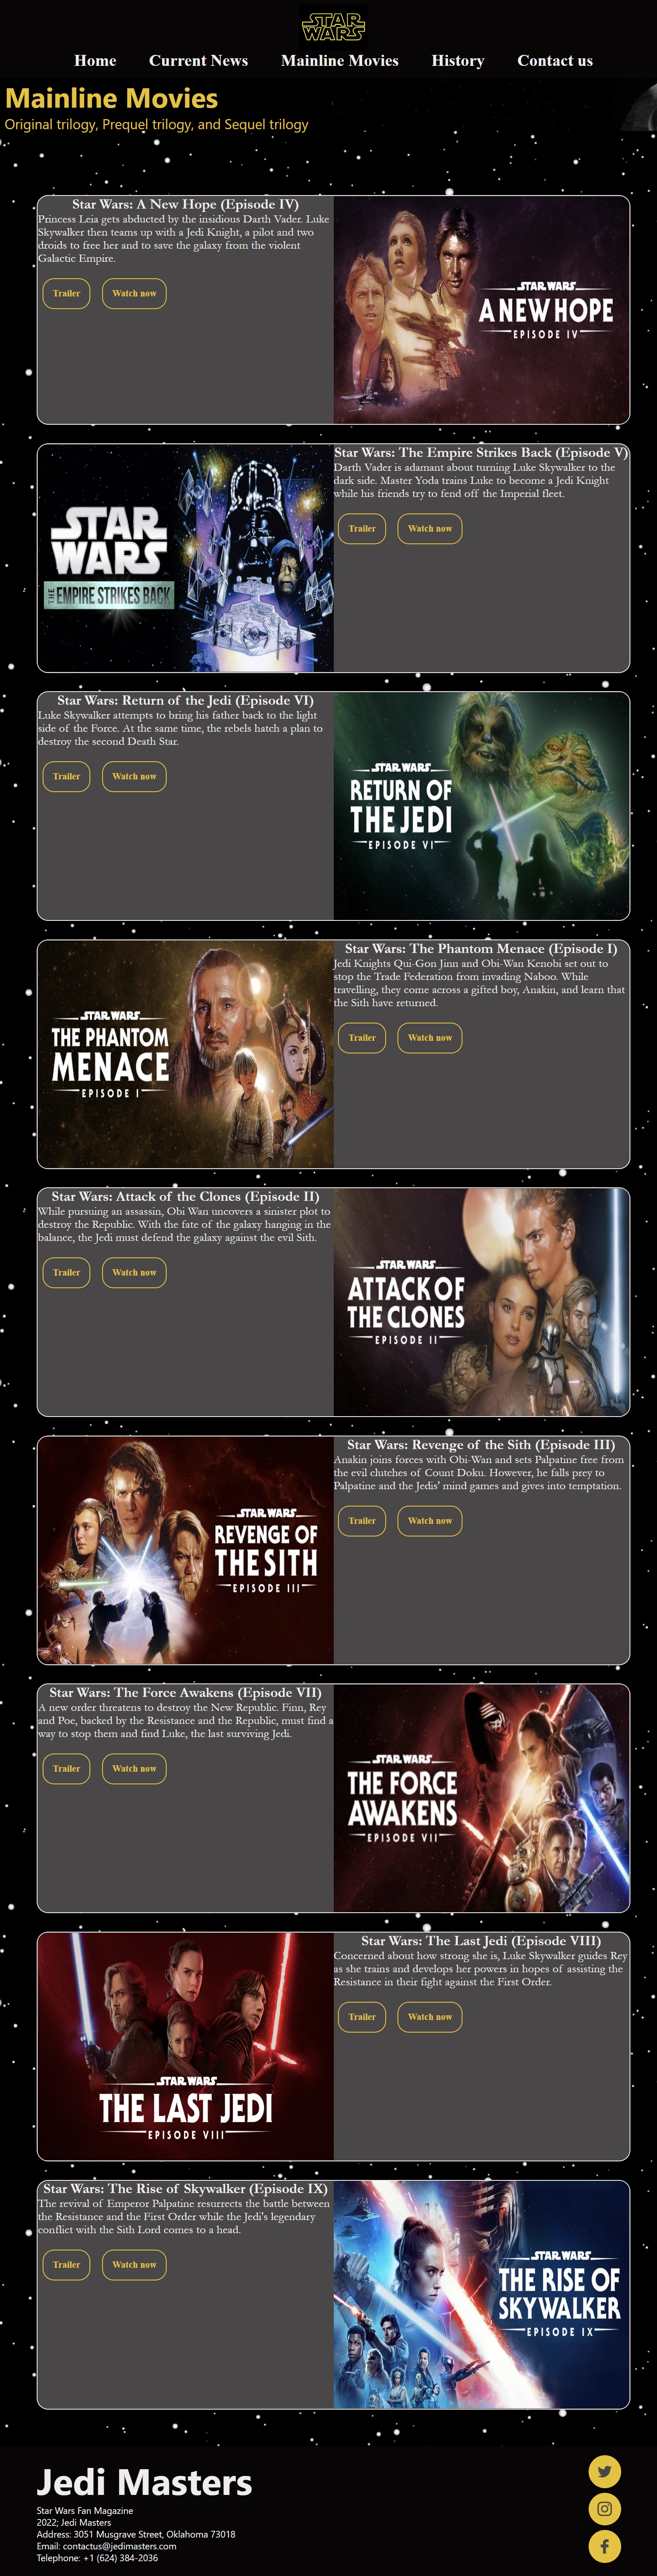 STAR
WARS
Home Current News Mainline Movies History Contact us
Mainline Movies
Original trilogy, Prequel trilogy, and Sequel trilogy
Star Wars: A New Hope (Episode IV)
Princess Leia gets abducted by the insidious Darth Vader. Luke
Skywalker then teams up with a Jedi Knight, a pilot and two
droids to free her and to save the galaxy from the violent
Galactic Empire.
Trailer Watch now
STAR WARS
A NEW HOPE
EPISODE IV
STAR
WARS
THE EMPIRE STRIKES BACK
Star Wars: The Empire Strikes Back (Episode V)
Darth Vader is adamant about turning Luke Skywalker to the
dark side. Master Yoda trains Luke to become a Jedi Knight
while his friends try to fend off the Imperial fleet.
Trailer Watch now
Star Wars: Return of the Jedi (Episode VI)
Luke Skywalker attempts to bring his father back to the light
side of the Force. At the same time, the rebels hatch a plan to
destroy the second Death Star.
Trailer Watch now
STAR WARS
RETURN OF
THE JEDI
EPISODE VI
STAR WARS
THE PHANTOM
MENACE
EPISODE I
Star Wars: The Phantom Menace (Episode I)
Jedi Knights Qui-Gon Jinn and Obi-Wan Kenobi set out to
stop the Trade Federation from invading Naboo. While
travelling, they come across a gifted boy, Anakin, and learn that
the Sith have returned.
Trailer Watch now
Star Wars: Attack of the Clones (Episode II)
While pursuing an assassin, Obi Wan uncovers a sinister plot to
destroy the Republic. With the fate of the galaxy hanging in the
balance, the Jedi must defend the galaxy against the evil Sith.
Trailer Watch now
STAR WARS
ATTACK OF
THE CLONES
EPISODE II
STAR WARS
REVENGE OF
THE SITH
EPISODE III
Star Wars: Revenge of the Sith (Episode III)
Anakin joins forces with Obi-Wan and sets Palpatine free from
the evil clutches of Count Doku. However, he falls prey to
Palpatine and the Jedis' mind games and gives into temptation.
Trailer Watch now
Star Wars: The Force Awakens (Episode VII)
A new order threatens to destroy the New Republic. Finn, Rey
and Poe, backed by the Resistance and the Republic, must find a
way to stop them and find Luke, the last surviving Jedi.
Trailer Watch now
STAR WARS
THE FORCE
AWAKENS
EPISODE VII
STAR WARS
THE LAST JEDI
EPISODE VIII
Star Wars: The Last Jedi (Episode VIII)
Concerned about how strong she is, Luke Skywalker guides Rey
as she trains and develops her powers in hopes of assisting the
Resistance in their fight against the First Order.
Trailer Watch now
Star Wars: The Rise of Skywalker (Episode IX)
The revival of Emperor Palpatine resurrects the battle between
the Resistance and the First Order while the Jedi's legendary
conflict with the Sith Lord comes to a head.
Trailer Watch now
STAR WARS
THE RISE OF
SKYWALKER
EPISODE IX
Jedi Masters
Star Wars Fan Magazine
2022; Jedi Masters
Address: 3051 Musgrave Street, Oklahoma 73018
Email: contactus@jedimasters.com
Telephone: +1 (624) 384-2036